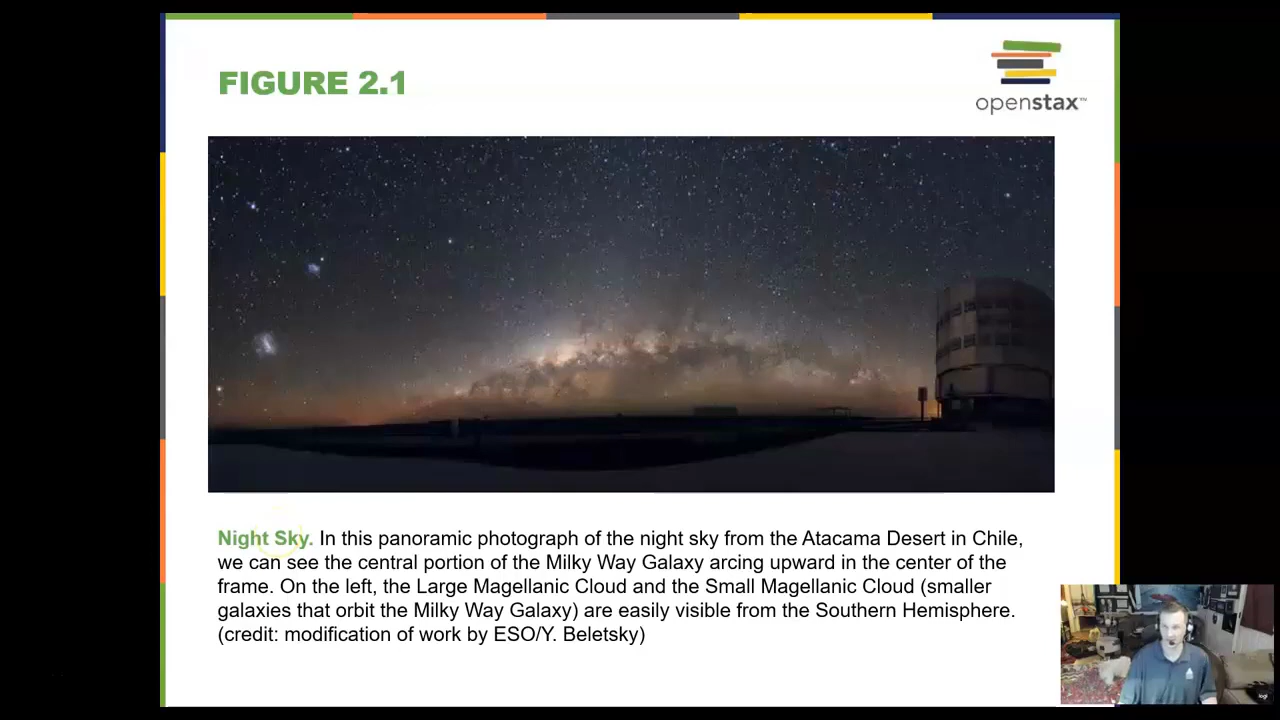 FIGURE 2.1
openstax™
Night Sky. In this panoramic photograph of the night sky from the Atacama Desert in Chile,
we can see the central portion of the Milky Way Galaxy arcing upward in the center of the
frame. On the left, the Large Magellanic Cloud and the Small Magellanic Cloud (smaller
galaxies that orbit the Milky Way Galaxy) are easily visible from the Southern Hemisphere.
(credit: modification of work by ESO/Y. Beletsky)
logi